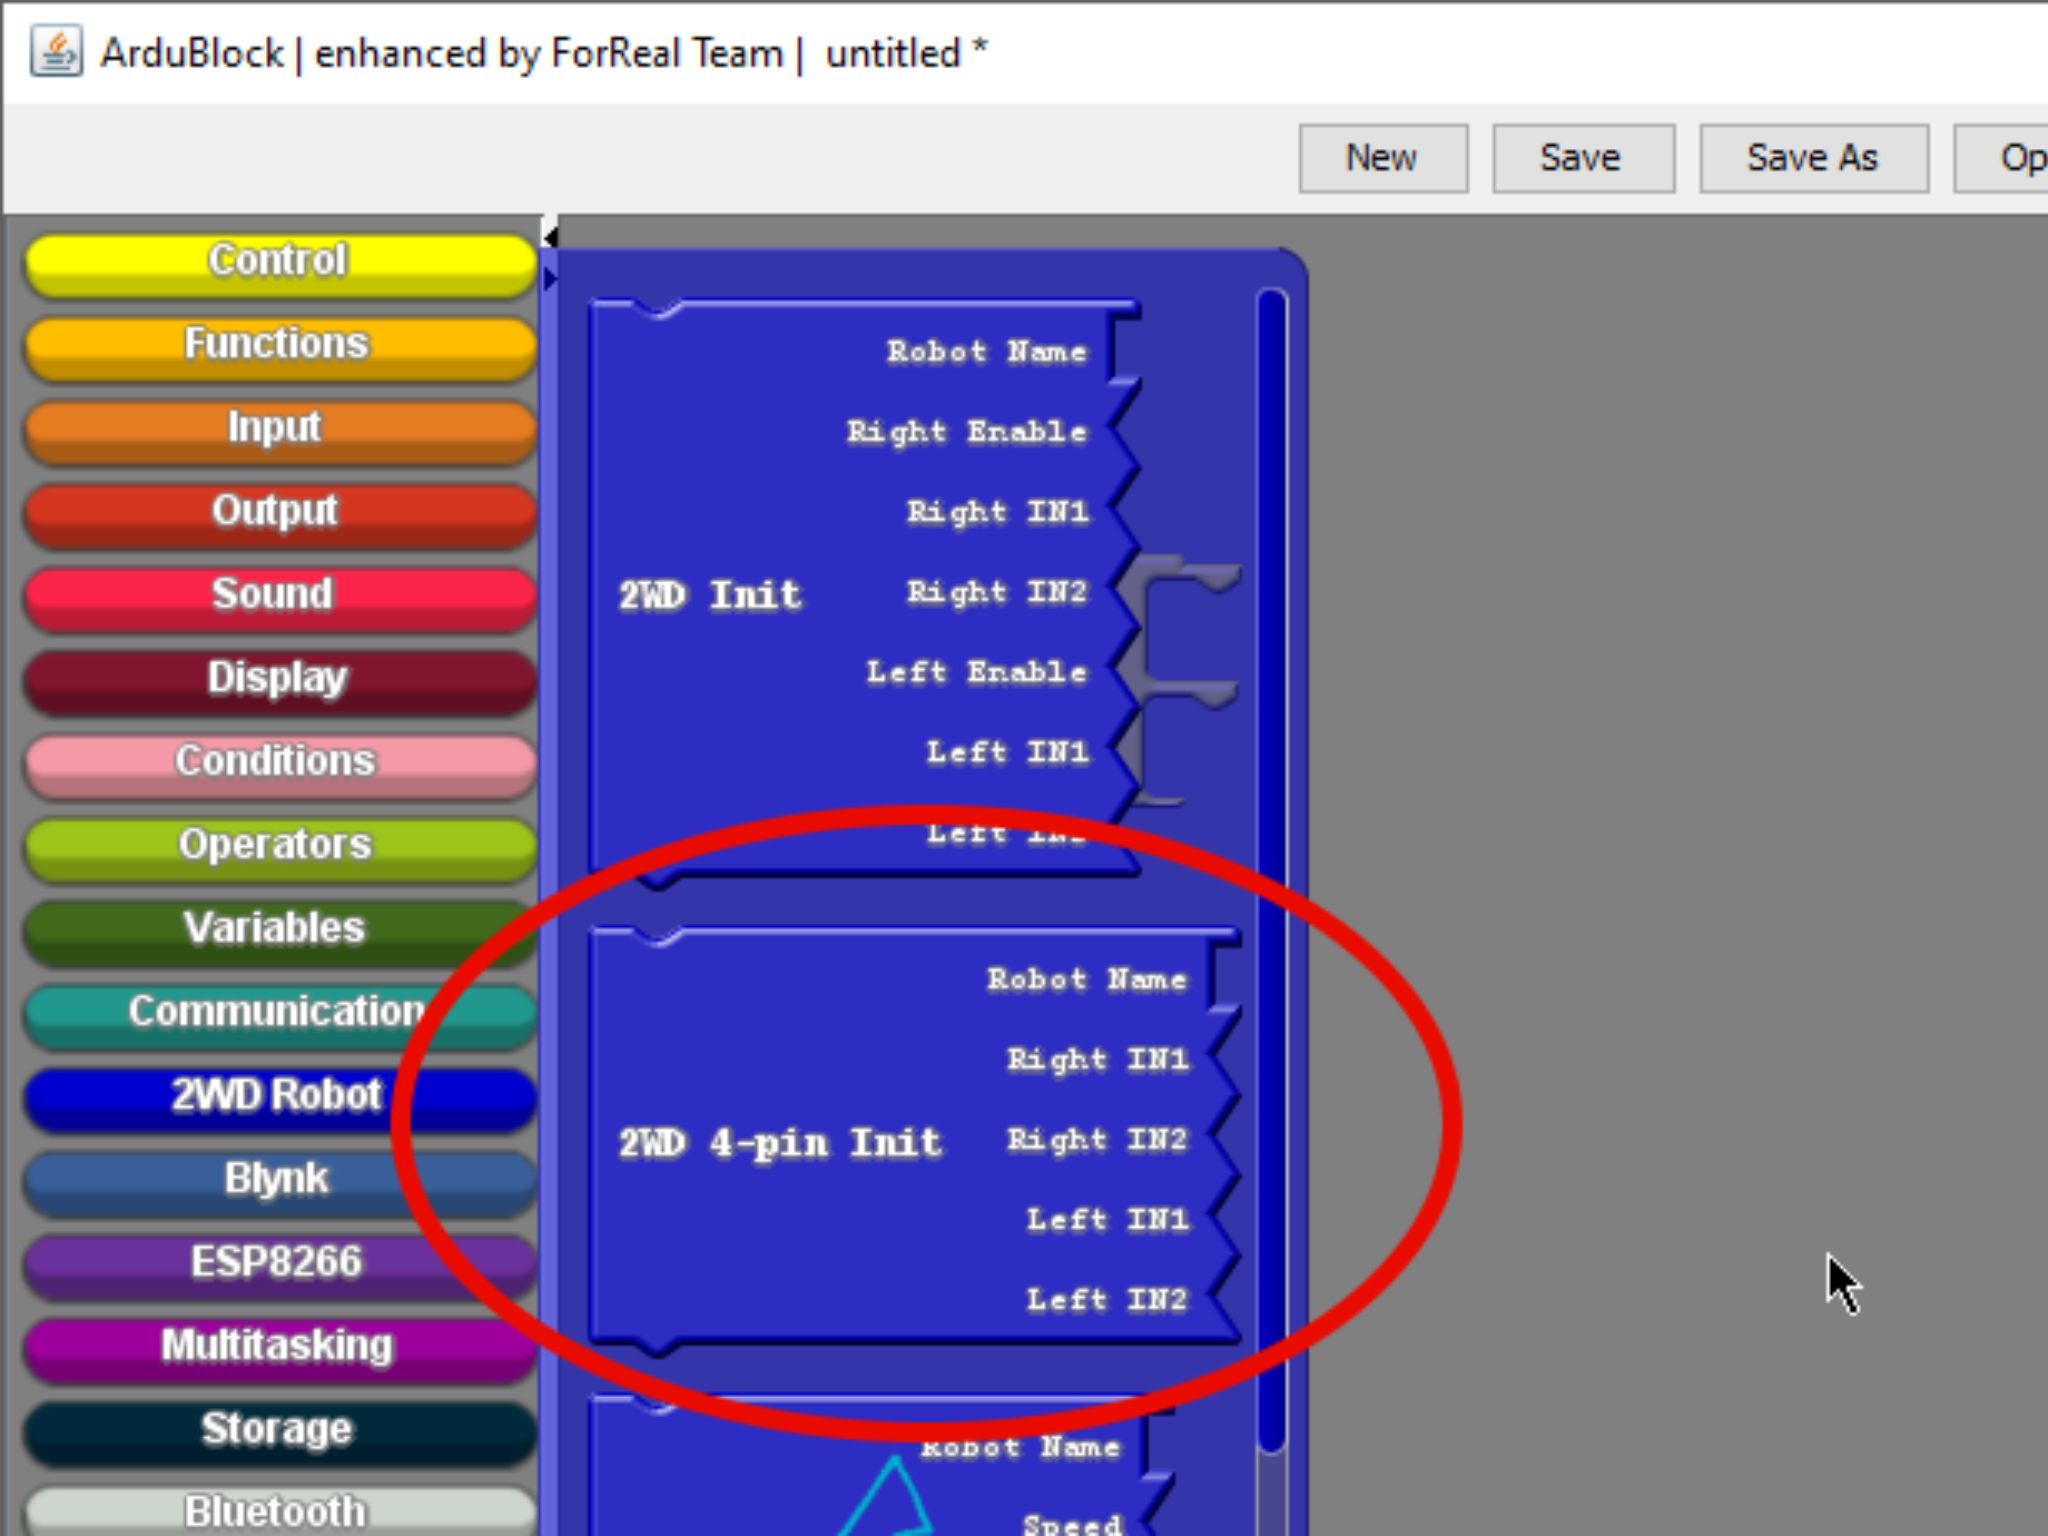 ArduBlock | enhanced by ForReal Team | untitled *
New Save Save As
Control
Functions
Input
Output
Sound
Display
Conditions
Operators
Variables
Communication
2WD Robot
Blynk
ESP8266
Multitasking
Storage
Bluetooth
Robot Name
Right Enable
Right IN1
2WD Init Right IN2
Left Enable
Left IN1
Left IN2
Robot Name
Right IN1
2WD 4-pin Init Right IN2
Left IN1
Left IN2
Robot Name
Speed